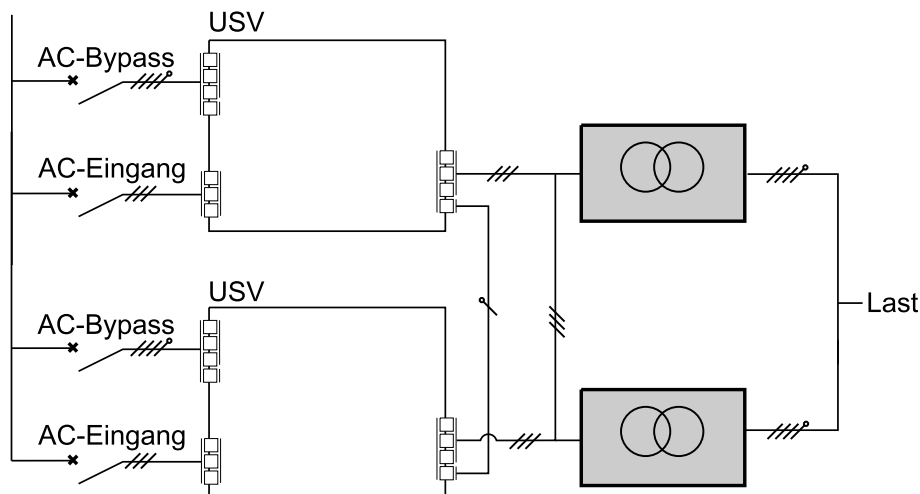 USV
AC-Bypass
AC-Eingang
USV
AC-Bypass
Last
AC-Eingang